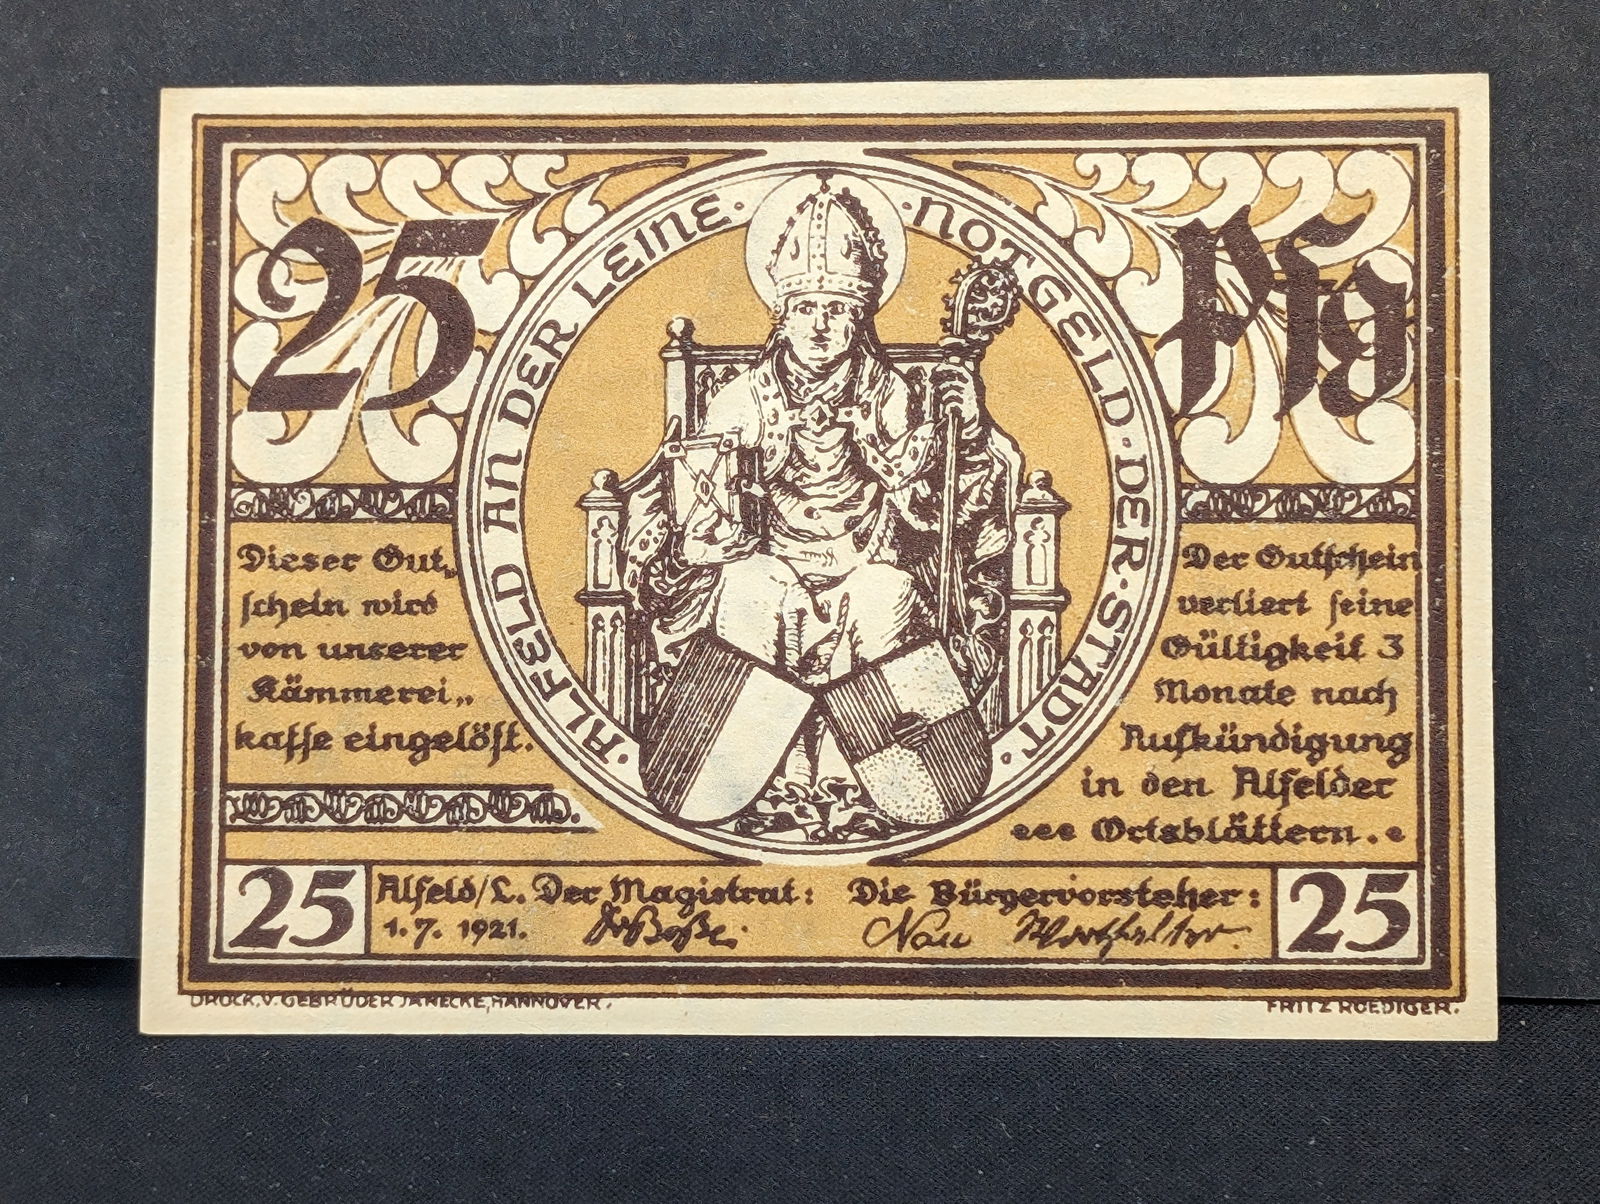 25 Pfg
NOTGELD · DER · STADT · ALFELD AN DER LEINE ·
Dieser Gut„
schein wird
von unserer
Kämmerei„
kasse eingelöst.
Der Gutschein
verliert seine
Gültigkeit 3
Monate nach
Aufkündigung
in den Alfelder
Ortsblättern.
25
Alfeld/L. Der Magistrat: Die Bürgervorsteher:
1. 7. 1921.
25
DRUCK. V. GEBRÜDER JÄNECKE, HANNOVER.
FRITZ ROEDIGER.